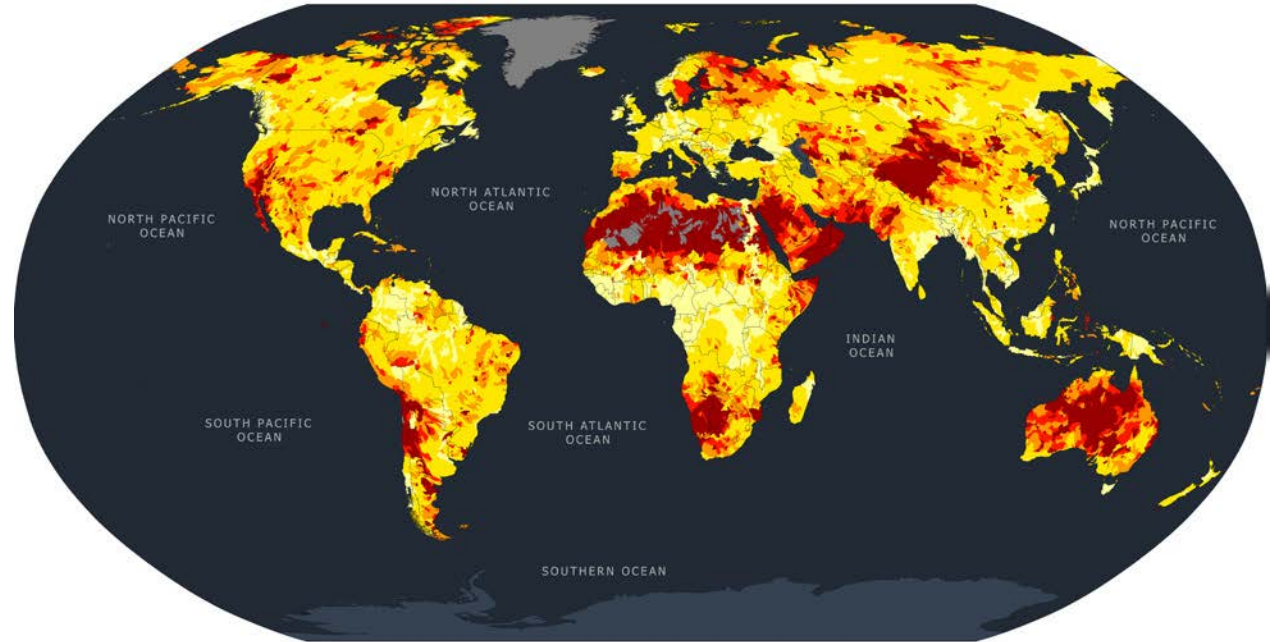 NORTH ATLANTIC
OCEAN
NORTH PACIFIC
OCEAN
NORTH PACIFIC
OCEAN
INDIAN
OCEAN
SOUTH PACIFIC
OCEAN
SOUTH ATLANTIC
OCEAN
SOUTHERN OCEAN